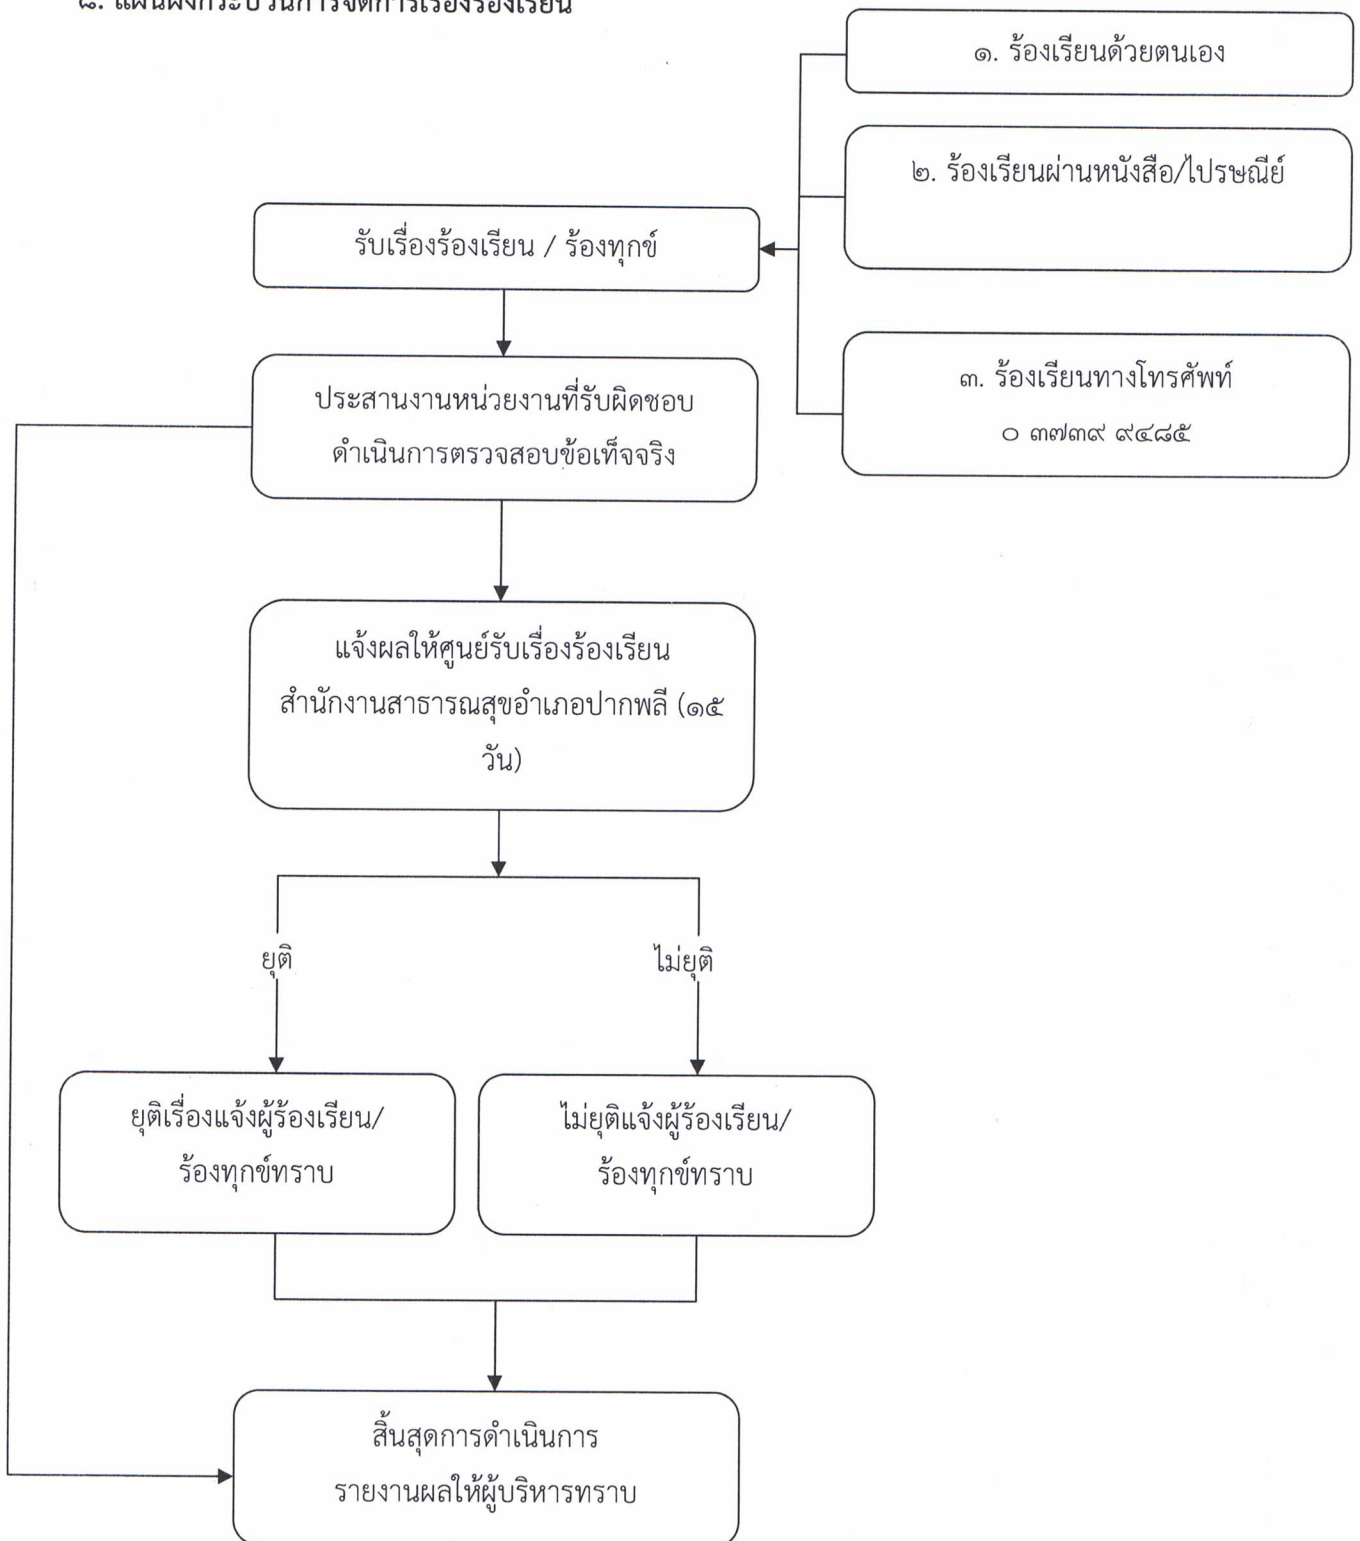 ๘. แผนผังกระบวนการจัดการเรื่องร้องเรียน
๑. ร้องเรียนด้วยตนเอง
๒. ร้องเรียนผ่านหนังสือ/ไปรษณีย์
รับเรื่องร้องเรียน / ร้องทุกข์
๓. ร้องเรียนทางโทรศัพท์
๐ ๓๗๓๙ ๙๔๘๕
ประสานงานหน่วยงานที่รับผิดชอบ
ดำเนินการตรวจสอบข้อเท็จจริง
แจ้งผลให้ศูนย์รับเรื่องร้องเรียน
สำนักงานสาธารณสุขอำเภอปากพลี (๑๕
วัน)
ยุติ
ไม่ยุติ
ยุติเรื่องแจ้งผู้ร้องเรียน/
ร้องทุกข์ทราบ
ไม่ยุติแจ้งผู้ร้องเรียน/
ร้องทุกข์ทราบ
สิ้นสุดการดำเนินการ
รายงานผลให้ผู้บริหารทราบ